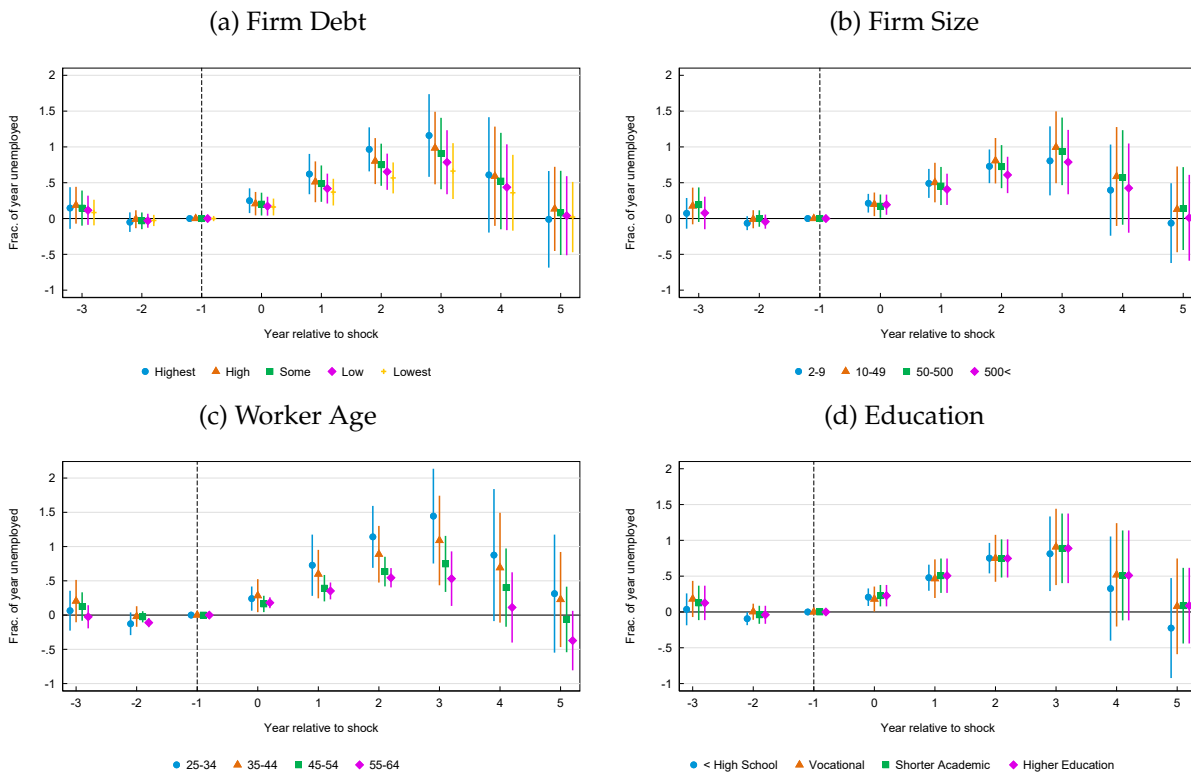 (a) Firm Debt
Frac. of year unemployed
2
1.5
1
.5
0
-.5
-1
-3 -2 -1 0 1 2 3 4 5
Year relative to shock
Highest High Some Low Lowest
(b) Firm Size
Frac. of year unemployed
2
1.5
1
.5
0
-.5
-1
-3 -2 -1 0 1 2 3 4 5
Year relative to shock
2-9 10-49 50-500 500<
(c) Worker Age
Frac. of year unemployed
2
1.5
1
.5
0
-.5
-1
-3 -2 -1 0 1 2 3 4 5
Year relative to shock
25-34 35-44 45-54 55-64
(d) Education
Frac. of year unemployed
2
1.5
1
.5
0
-.5
-1
-3 -2 -1 0 1 2 3 4 5
Year relative to shock
< High School Vocational Shorter Academic Higher Education